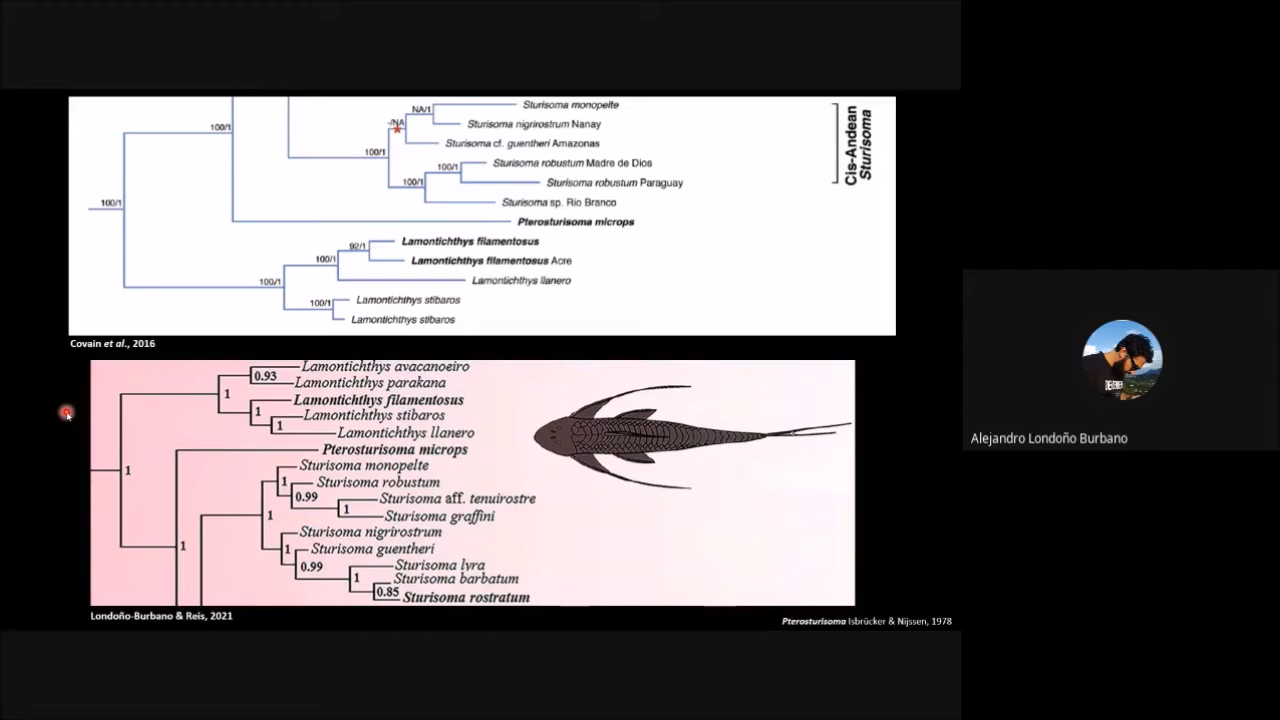 Sturisoma monopelte
NA/1
-/NA
Sturisoma nigrirostrum Nanay
100/1
Sturisoma cf. guentheri Amazonas
100/1
100/1
Sturisoma robustum Madre de Dios
100/1
Sturisoma robustum Paraguay
100/1
Sturisoma sp. Rio Branco
Pterosturisoma microps
92/1
Lamontichthys filamentosus
100/1
Lamontichthys filamentosus Acre
100/1
Lamontichthys llanero
100/1
Lamontichthys stibaros
Lamontichthys stibaros
Cis-Andean
Sturisoma
Covain et al., 2016
Lamontichthys avacanoeiro
0.93
Lamontichthys parakana
1
Lamontichthys filamentosus
1
Lamontichthys stibaros
1
Lamontichthys llanero
Pterosturisoma microps
1
Sturisoma monopelte
1
Sturisoma robustum
0.99
Sturisoma aff. tenuirostre
1
Sturisoma graffini
1
Sturisoma nigrirostrum
1
Sturisoma guentheri
1
0.99
Sturisoma lyra
1
Sturisoma barbatum
0.85
Sturisoma rostratum
Londoño-Burbano & Reis, 2021
Pterosturisoma Isbrücker & Nijssen, 1978
Alejandro Londoño Burbano